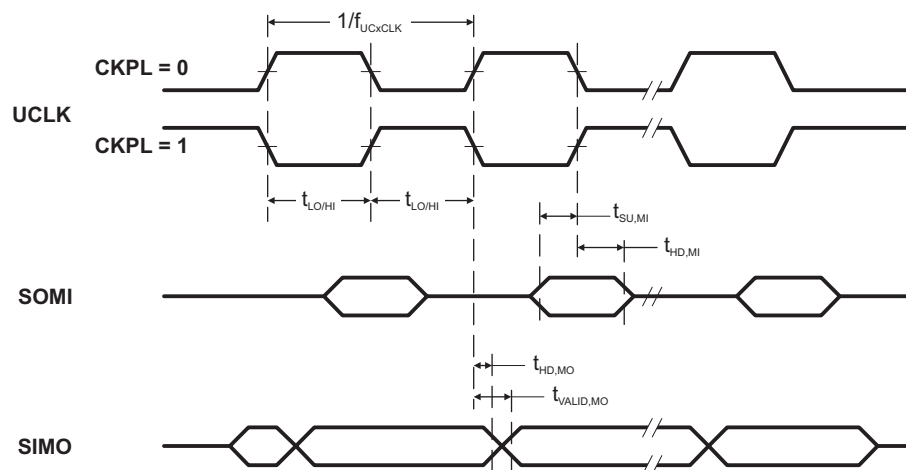 1/fUCxCLK
CKPL = 0
UCLK
CKPL = 1
tLO/HI
tLO/HI
tSU,MI
tHD,MI
SOMI
tHD,MO
tVALID,MO
SIMO